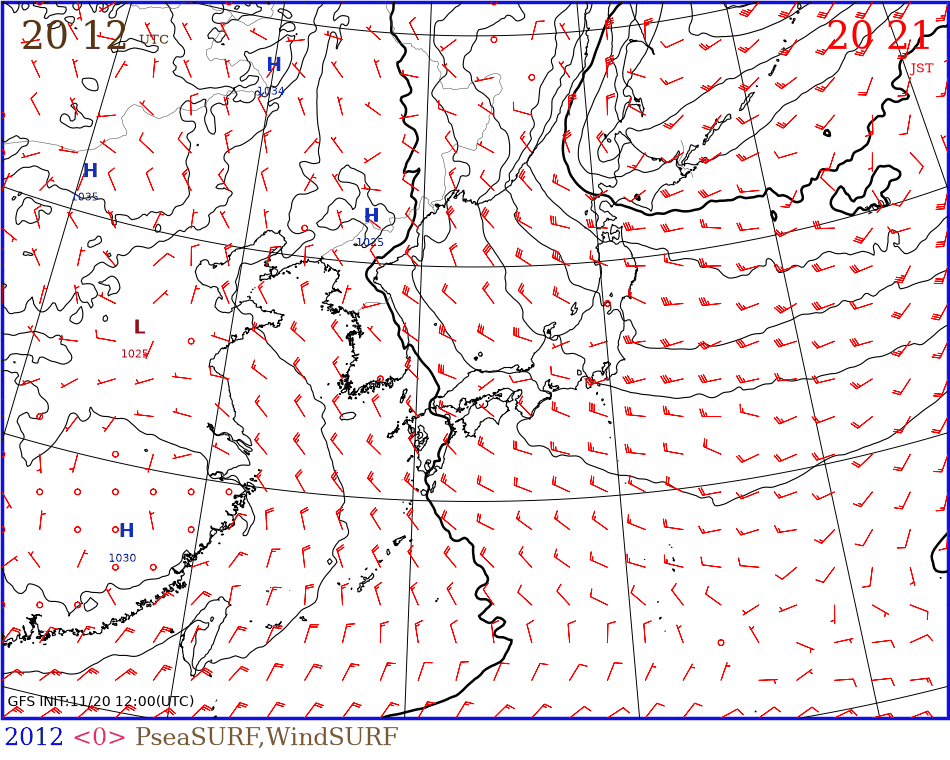 20 12 UTC 20 21
JST
H
1034
H
1035
H
1035
L
1025
H
1030
GFS INIT:11/20 12:00(UTC)
2012 <0> PseaSURF,WindSURF